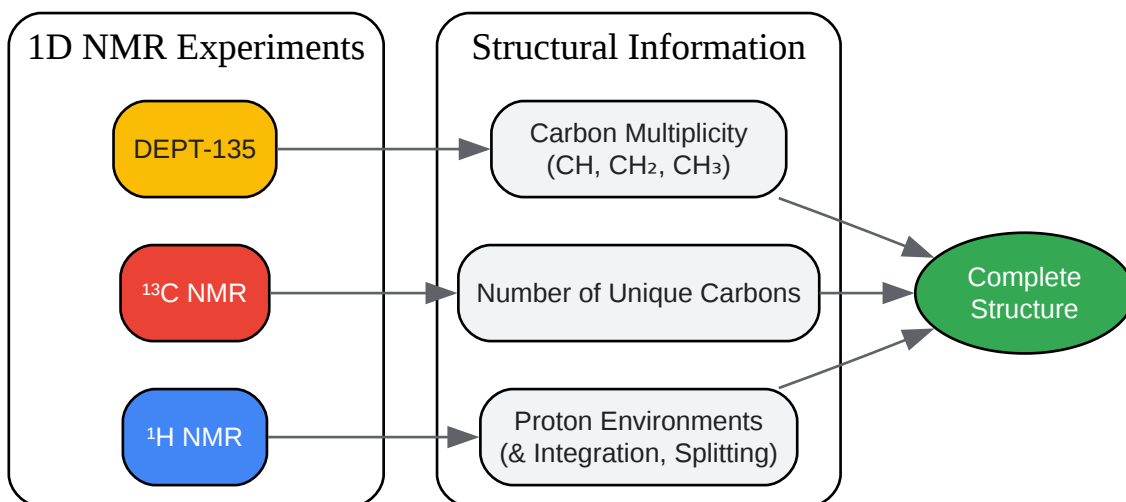 1D NMR Experiments
Structural Information
DEPT-135
Carbon Multiplicity
(CH, CH₂, CH₃)
¹³C NMR
Number of Unique Carbons
Complete
Structure
¹H NMR
Proton Environments
(& Integration, Splitting)